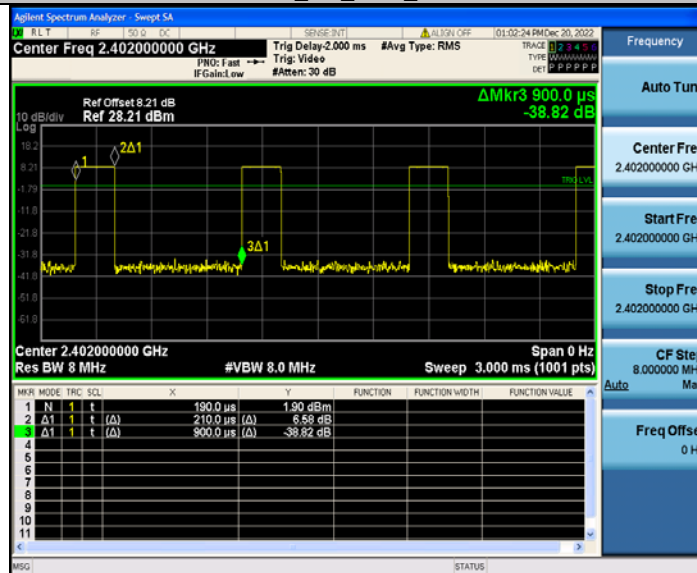 Agilent Spectrum Analyzer - Swept SA
RLT RF 50 Ω DC SENSE:INT ALIGN OFF 01:02:24 PM Dec 20, 2022
Center Freq 2.402000000 GHz
PNO: Fast
IFGain:Low
Trig Delay-2.000 ms
Trig: Video
#Atten: 30 dB
#Avg Type: RMS
TRACE 1 2 3 4 5 6
TYPE
DET P P P P P P
Ref Offset 8.21 dB
Ref 28.21 dBm
10 dB/div
Log
ΔMkr3 900.0 µs
-38.82 dB
18.2
8.21
-1.79
-11.8
-21.8
-31.8
-41.8
-51.8
-61.8
1
2Δ1
3Δ1
TRIG LVL
Center 2.402000000 GHz Span 0 Hz
Res BW 8 MHz #VBW 8.0 MHz Sweep 3.000 ms (1001 pts)
MKR MODE TRC SCL X Y FUNCTION FUNCTION WIDTH FUNCTION VALUE
1 N 1 t 190.0 µs 1.90 dBm
2 Δ1 1 t (Δ) 210.0 µs (Δ) 6.58 dB
3 Δ1 1 t (Δ) 900.0 µs (Δ) -38.82 dB
4
5
6
7
8
9
10
11
MSG STATUS
Frequency
Auto Tun
Center Fre
2.402000000 GH
Start Fre
2.402000000 GH
Stop Fre
2.402000000 GH
CF Ste
8.000000 MH
Auto Ma
Freq Offse
0 H